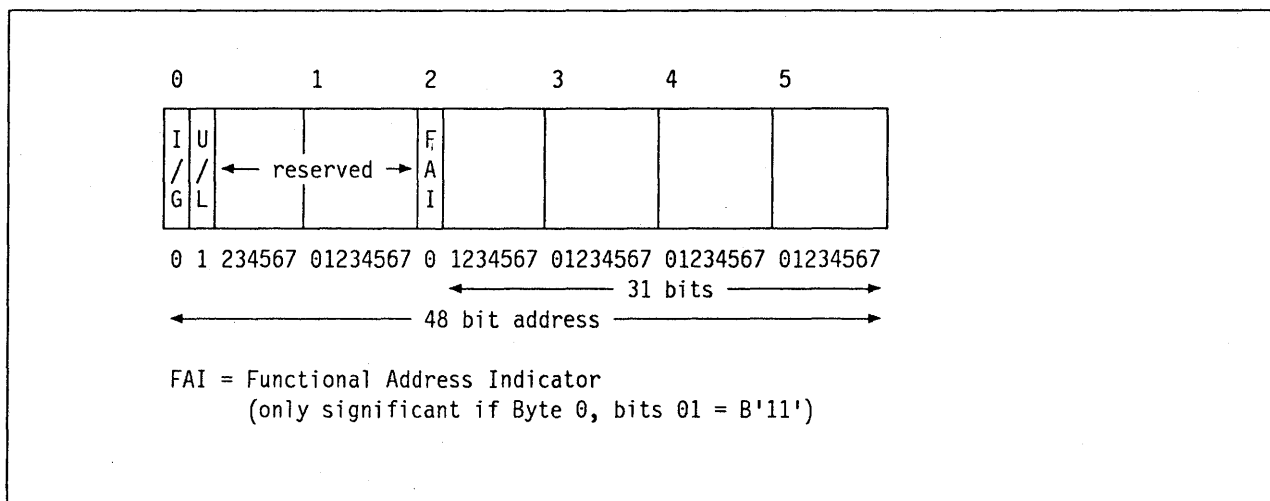 0 1 2 3 4 5
I/G U/L ← reserved → FAI
0 1 234567 01234567 0 1234567 01234567 01234567 01234567
31 bits
48 bit address
FAI = Functional Address Indicator
(only significant if Byte 0, bits 01 = B'11')